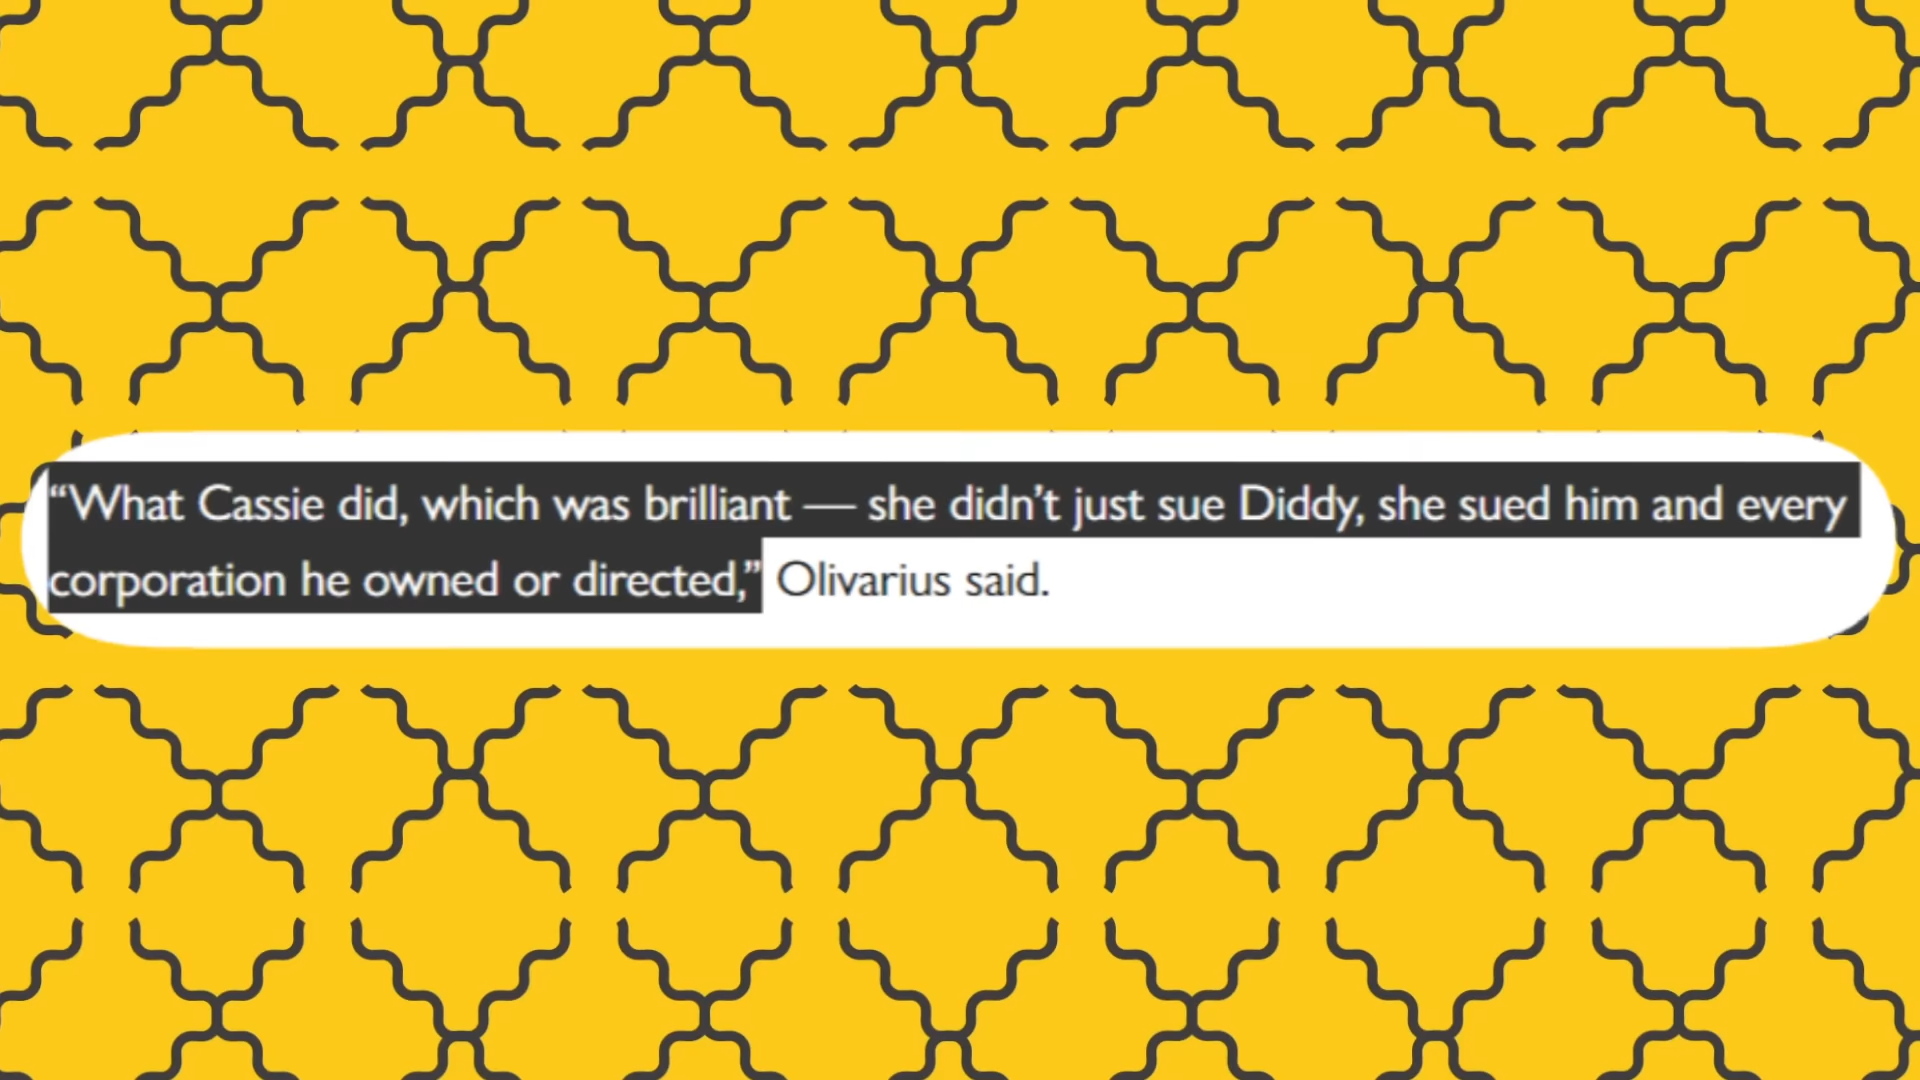 “What Cassie did, which was brilliant — she didn’t just sue Diddy, she sued him and every
corporation he owned or directed,” Olivarius said.